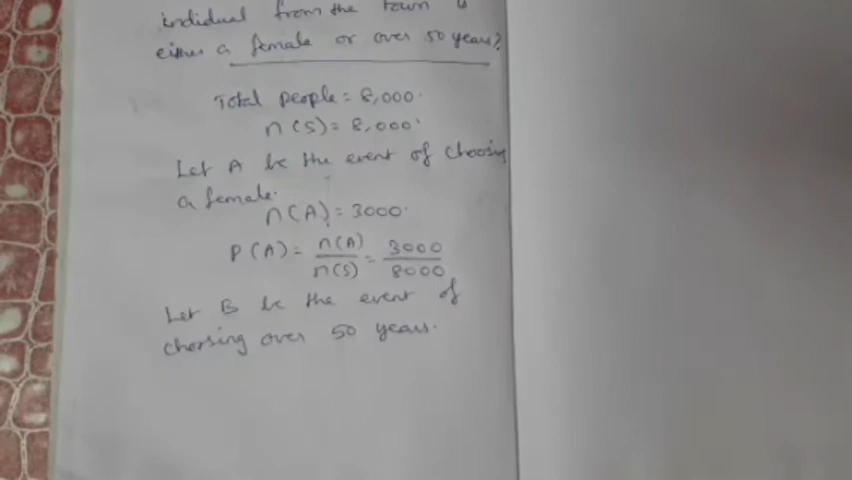 individual from the town is
either a female or over 50 years?
Total people = 8,000.
n(S) = 8,000.
Let A be the event of choosing
a female.
n(A) = 3000.
P(A) = n(A)/n(S) = 3000/8000
Let B be the event of
choosing over 50 years.